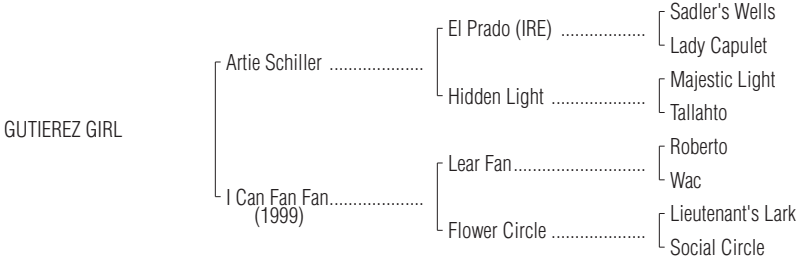 Sadler's Wells
El Prado (IRE) ...................
Lady Capulet
Artie Schiller .....................
Majestic Light
Hidden Light .....................
Tallahto
GUTIEREZ GIRL
Roberto
Lear Fan.............................
Wac
I Can Fan Fan.....................
(1999)
Lieutenant's Lark
Flower Circle .....................
Social Circle